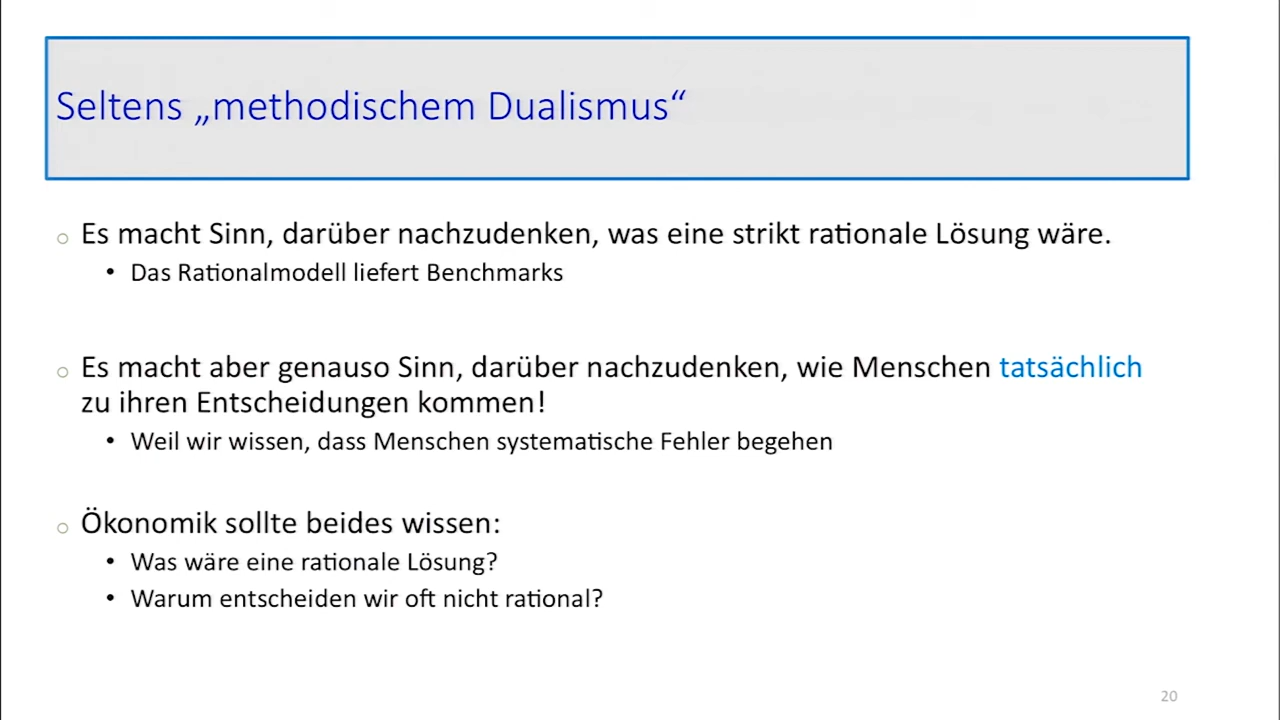 Seltens „methodischem Dualismus“
Es macht Sinn, darüber nachzudenken, was eine strikt rationale Lösung wäre.
• Das Rationalmodell liefert Benchmarks
Es macht aber genauso Sinn, darüber nachzudenken, wie Menschen tatsächlich
zu ihren Entscheidungen kommen!
• Weil wir wissen, dass Menschen systematische Fehler begehen
Ökonomik sollte beides wissen:
• Was wäre eine rationale Lösung?
• Warum entscheiden wir oft nicht rational?
20